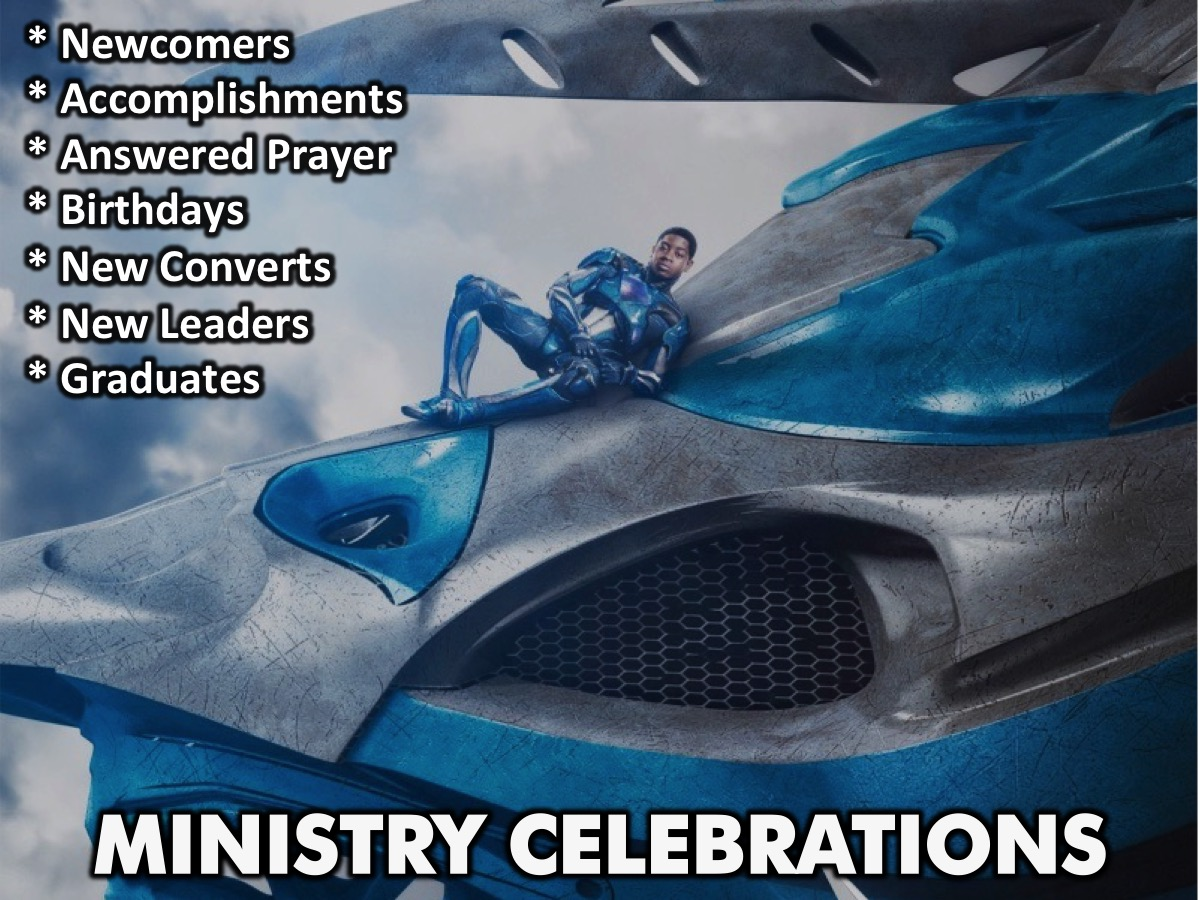 * Newcomers
* Accomplishments
* Answered Prayer
* Birthdays
* New Converts
* New Leaders
* Graduates
MINISTRY CELEBRATIONS